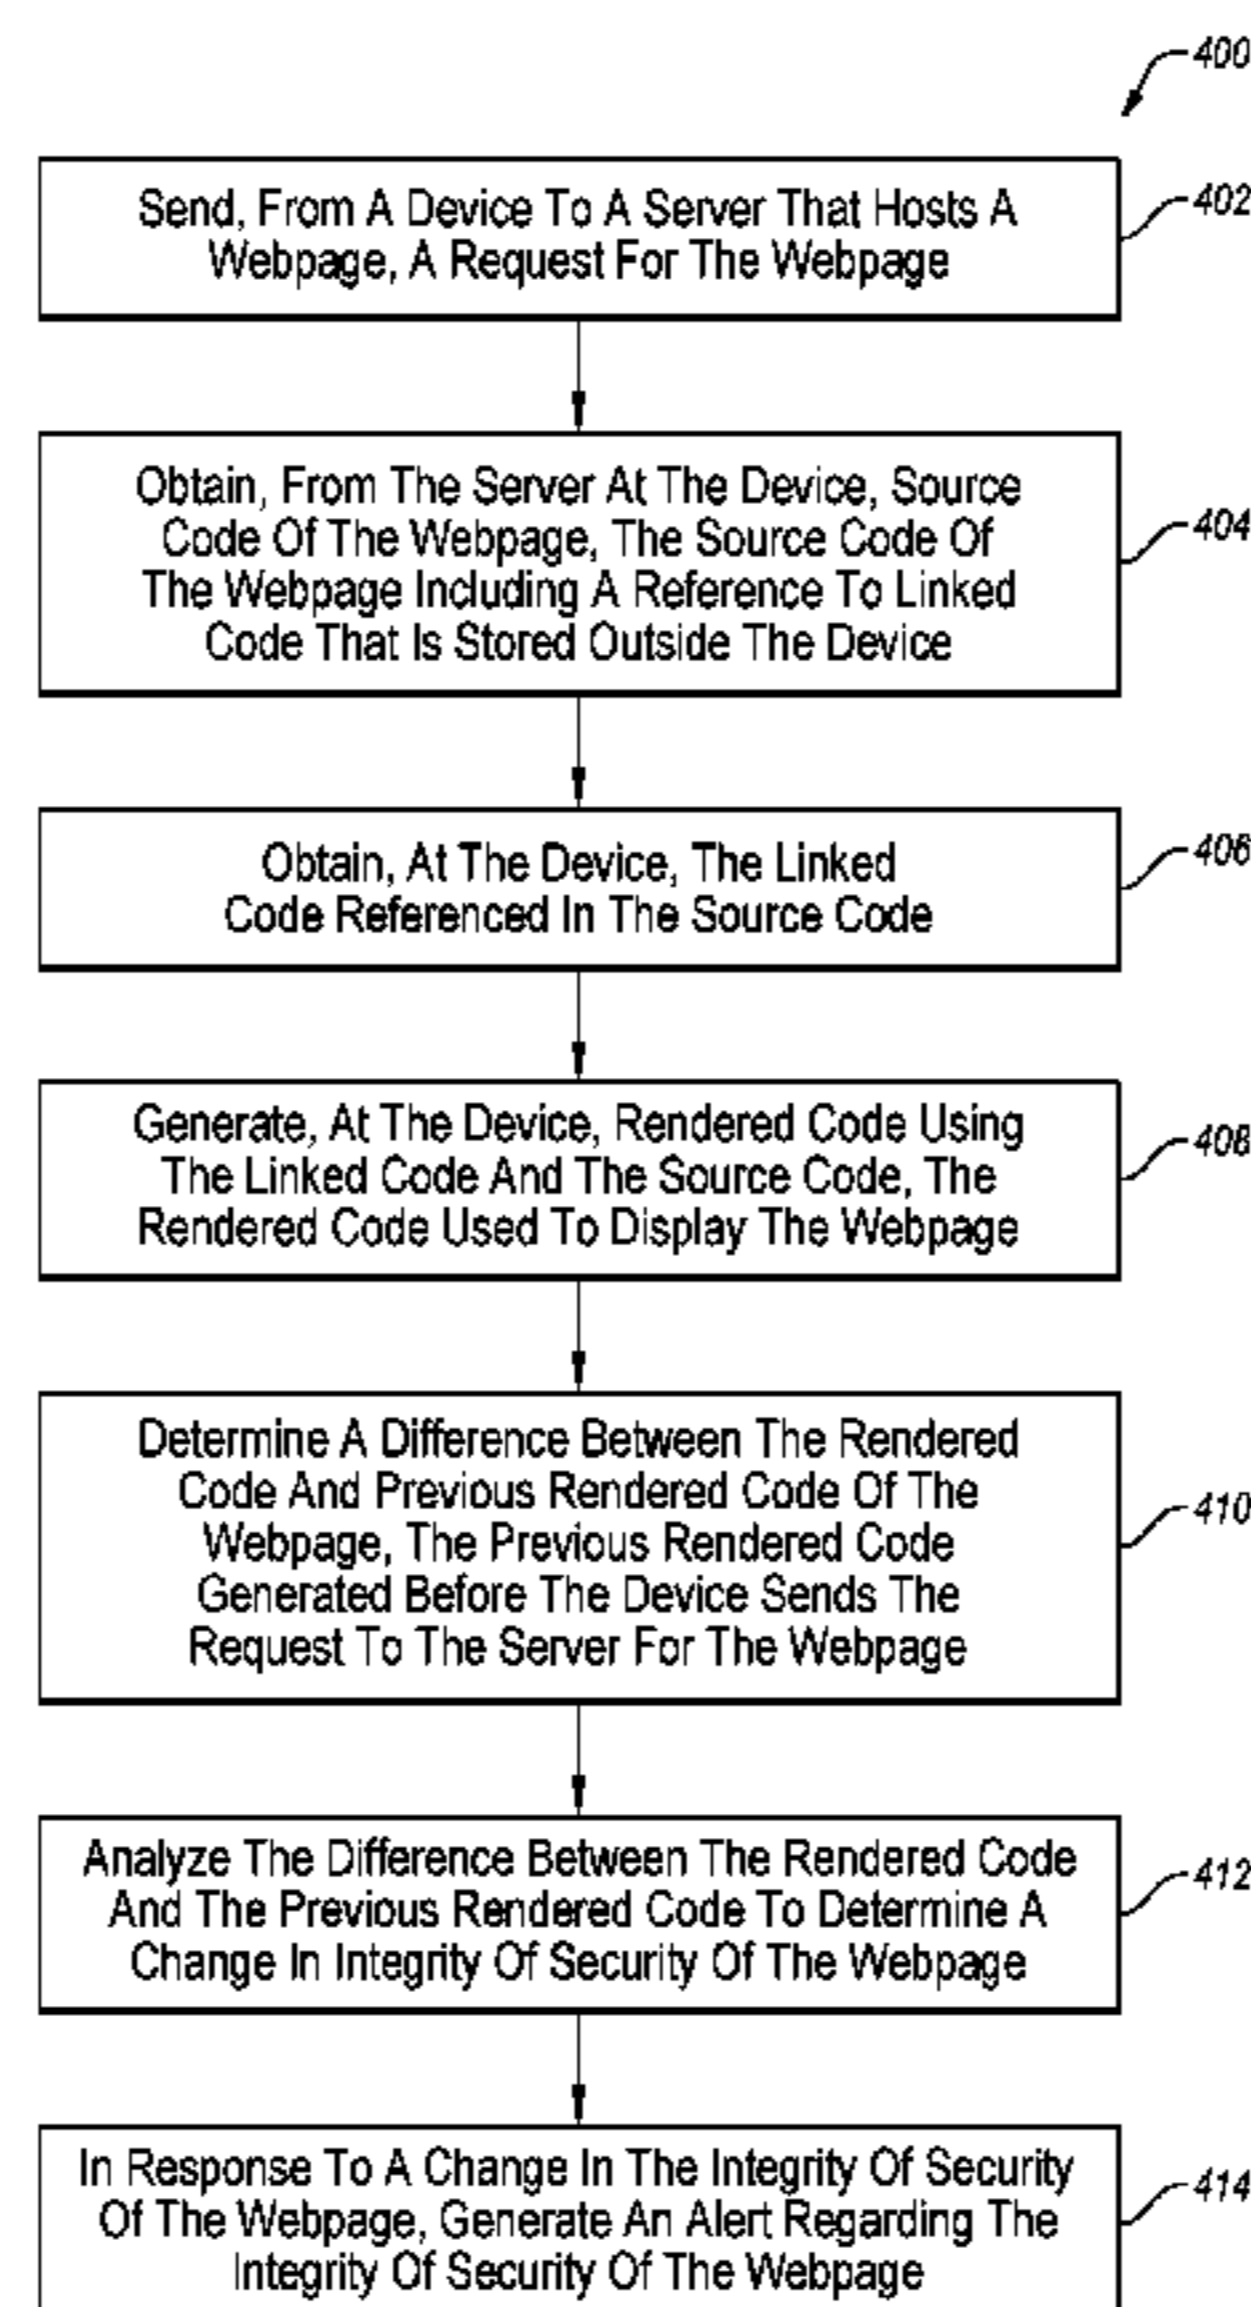 400
Send, From A Device To A Server That Hosts A
Webpage, A Request For The Webpage
402
Obtain, From The Server At The Device, Source
Code Of The Webpage, The Source Code Of
The Webpage Including A Reference To Linked
Code That Is Stored Outside The Device
404
Obtain, At The Device, The Linked
Code Referenced In The Source Code
406
Generate, At The Device, Rendered Code Using
The Linked Code And The Source Code, The
Rendered Code Used To Display The Webpage
408
Determine A Difference Between The Rendered
Code And Previous Rendered Code Of The
Webpage, The Previous Rendered Code
Generated Before The Device Sends The
Request To The Server For The Webpage
410
Analyze The Difference Between The Rendered Code
And The Previous Rendered Code To Determine A
Change In Integrity Of Security Of The Webpage
412
In Response To A Change In The Integrity Of Security
Of The Webpage, Generate An Alert Regarding The
Integrity Of Security Of The Webpage
414